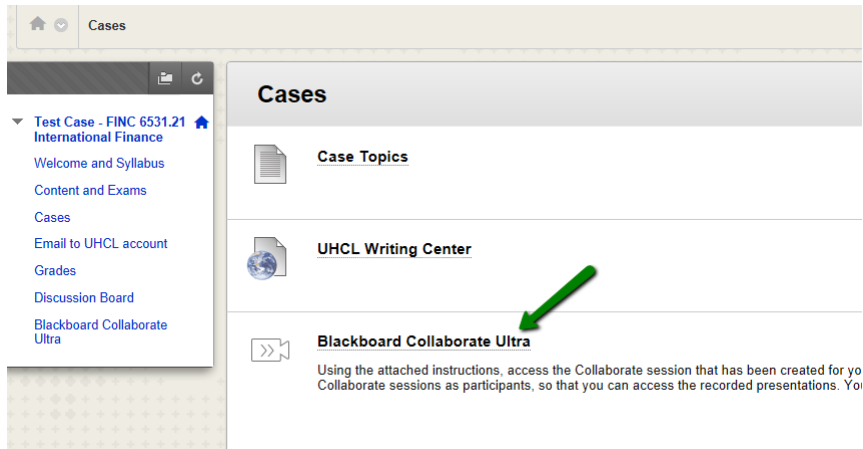 Cases
Test Case - FINC 6531.21
International Finance
Welcome and Syllabus
Content and Exams
Cases
Email to UHCL account
Grades
Discussion Board
Blackboard Collaborate
Ultra
Cases
Case Topics
UHCL Writing Center
Blackboard Collaborate Ultra
Using the attached instructions, access the Collaborate session that has been created for yo
Collaborate sessions as participants, so that you can access the recorded presentations. You